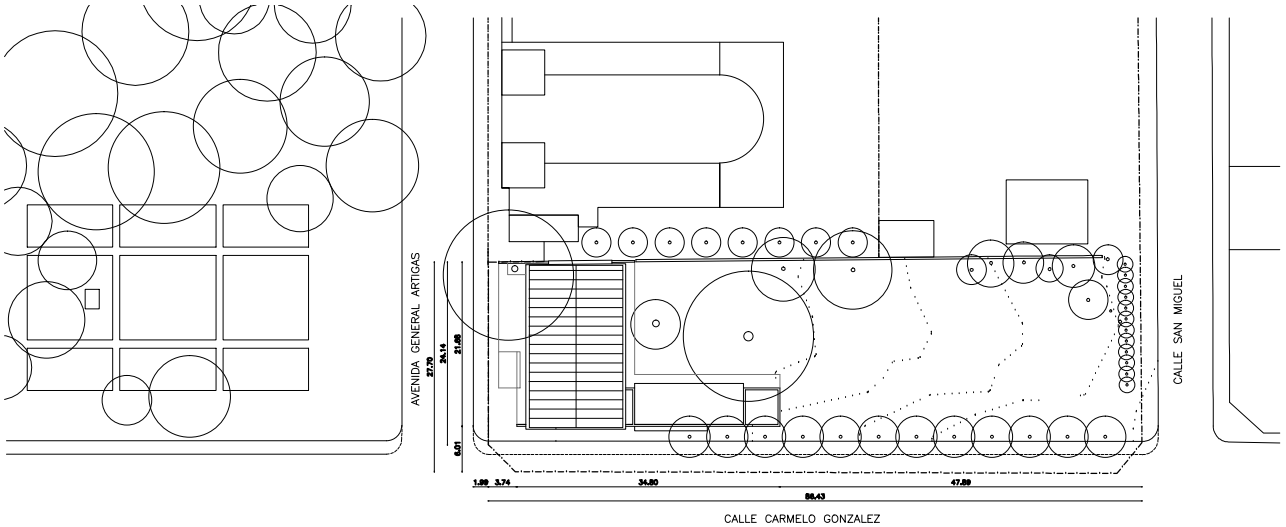 AVENIDA GENERAL ARTIGAS
27.70
24.14
21.66
6.01
CALLE SAN MIGUEL
1.99 3.74 34.80 47.89
86.43
CALLE CARMELO GONZALEZ